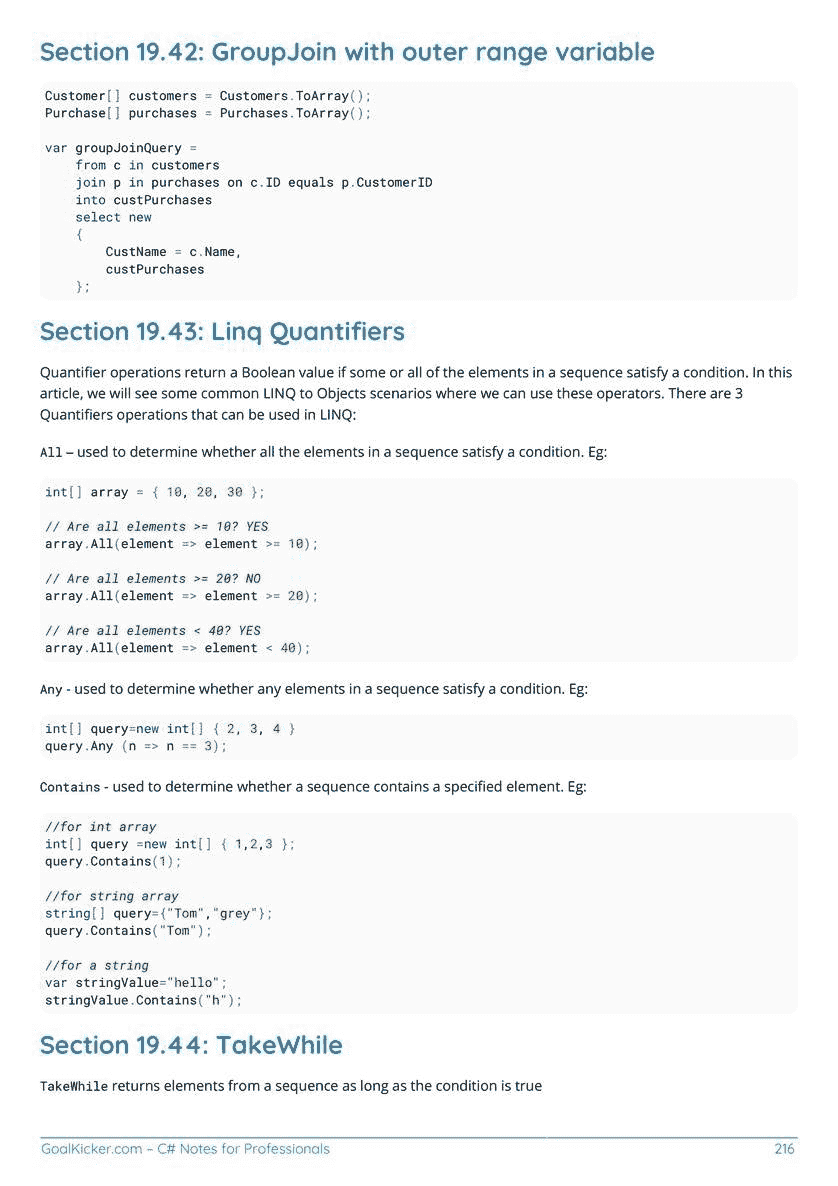 Section 19.42: GroupJoin with outer range variable
Customer[] customers = Customers.ToArray();
Purchase[] purchases = Purchases.ToArray();
var groupJoinQuery =
    from c in customers
    join p in purchases on c.ID equals p.CustomerID
    into custPurchases
    select new
    {
        CustName = c.Name,
        custPurchases
    };
Section 19.43: Linq Quantifiers
Quantifier operations return a Boolean value if some or all of the elements in a sequence satisfy a condition. In this
article, we will see some common LINQ to Objects scenarios where we can use these operators. There are 3
Quantifiers operations that can be used in LINQ:
All – used to determine whether all the elements in a sequence satisfy a condition. Eg:
int[] array = { 10, 20, 30 };
// Are all elements >= 10? YES
array.All(element => element >= 10);
// Are all elements >= 20? NO
array.All(element => element >= 20);
// Are all elements < 40? YES
array.All(element => element < 40);
Any - used to determine whether any elements in a sequence satisfy a condition. Eg:
int[] query=new int[] { 2, 3, 4 }
query.Any (n => n == 3);
Contains - used to determine whether a sequence contains a specified element. Eg:
//for int array
int[] query =new int[] { 1,2,3 };
query.Contains(1);
//for string array
string[] query={"Tom","grey"};
query.Contains("Tom");
//for a string
var stringValue="hello";
stringValue.Contains("h");
Section 19.44: TakeWhile
TakeWhile returns elements from a sequence as long as the condition is true
GoalKicker.com – C# Notes for Professionals
216